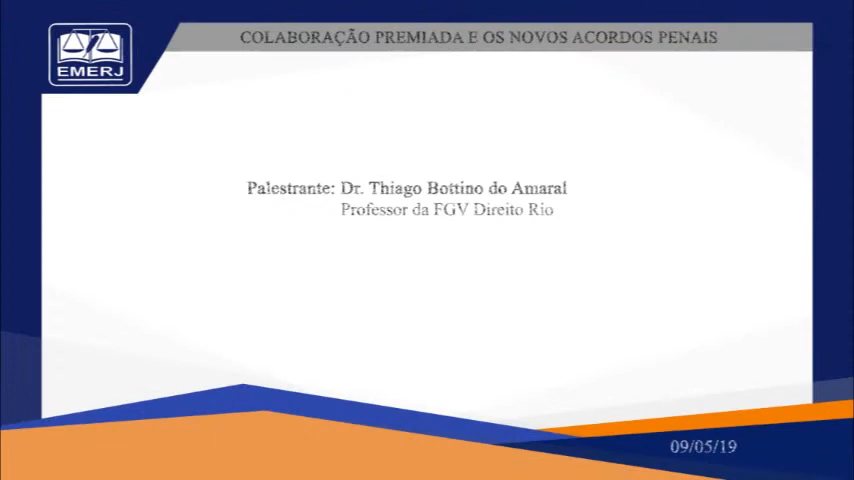 COLABORAÇÃO PREMIADA E OS NOVOS ACORDOS PENAIS
EMERJ
Palestrante: Dr. Thiago Bottino do Amaral
Professor da FGV Direito Rio
09/05/19